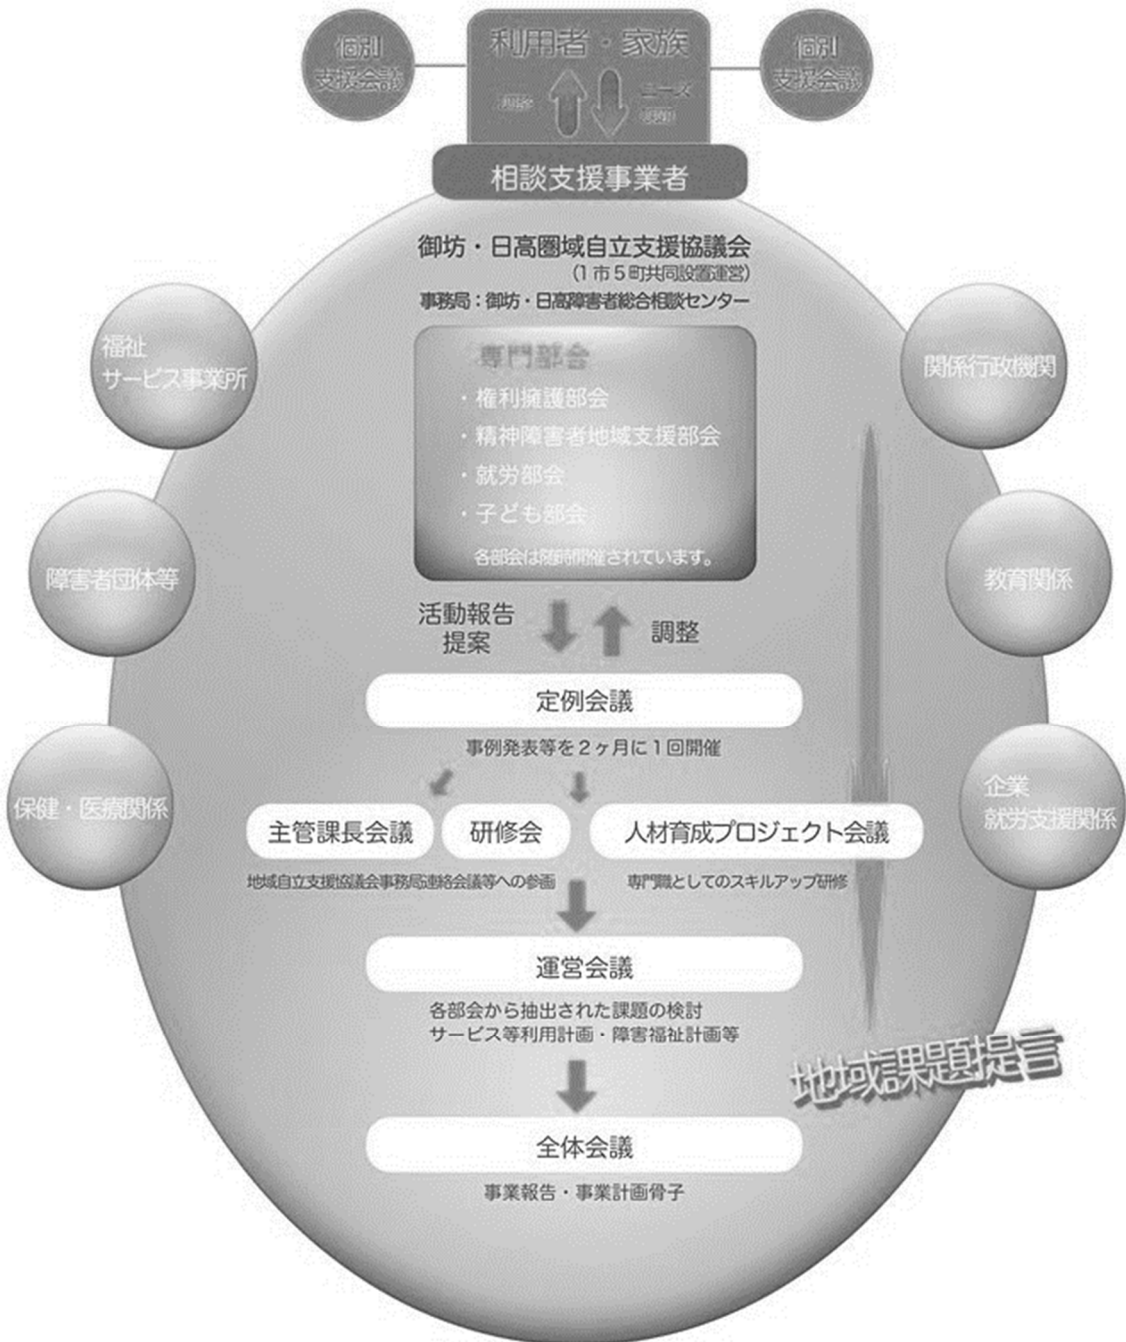 個別
支援会議
利用者・家族
ニーズ
個別
支援会議
相談支援事業者
御坊・日高圏域自立支援協議会
(1市5町共同設置運営)
事務局:御坊・日高障害者総合相談センター
専門部会
・権利擁護部会
・精神障害者地域支援部会
・就労部会
・子ども部会
各部会は随時開催されています。
福祉
サービス事業所
関係行政機関
障害者団体等
教育関係
保健・医療関係
企業
就労支援関係
活動報告
提案
調整
定例会議
事例発表等を2ヶ月に1回開催
主管課長会議
研修会
人材育成プロジェクト会議
地域自立支援協議会事務局連絡会議等への参画
専門職としてのスキルアップ研修
運営会議
各部会から抽出された課題の検討
サービス等利用計画・障害福祉計画等
地域課題提言
全体会議
事業報告・事業計画骨子